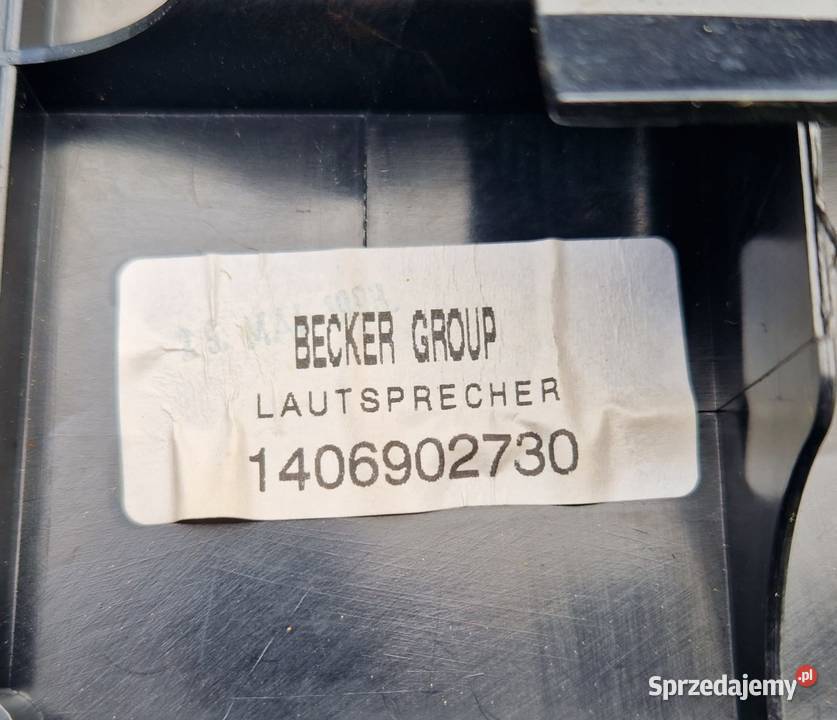 BECKER GROUP
LAUTSPRECHER
1406902730
Sprzedajemy.pl